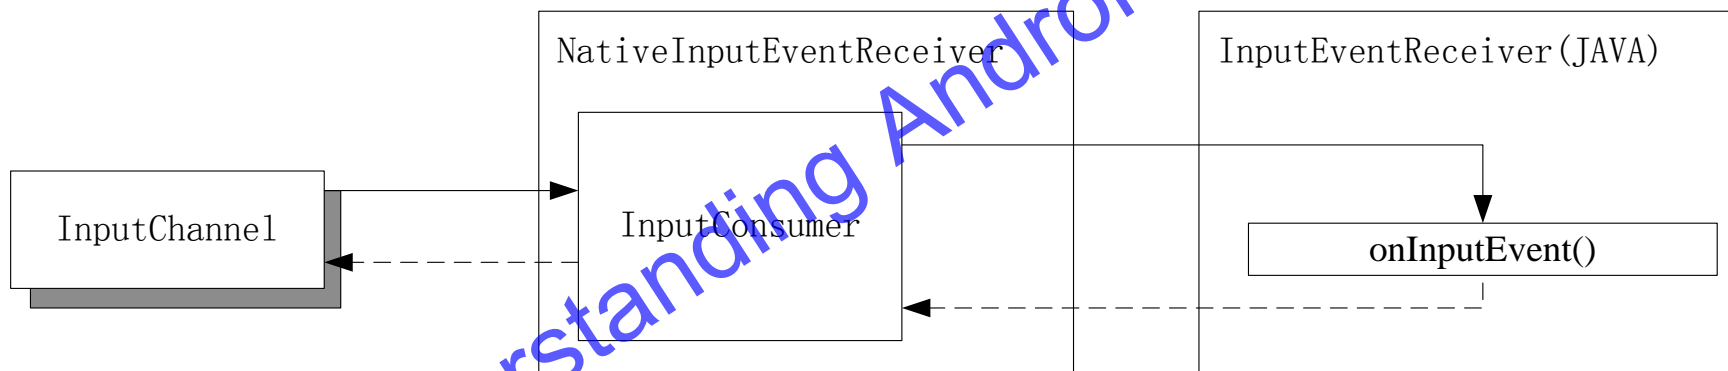 NativeInputEventReceiver
InputEventReceiver(JAVA)
InputChannel
InputConsumer
onInputEvent()
rstanding Andro